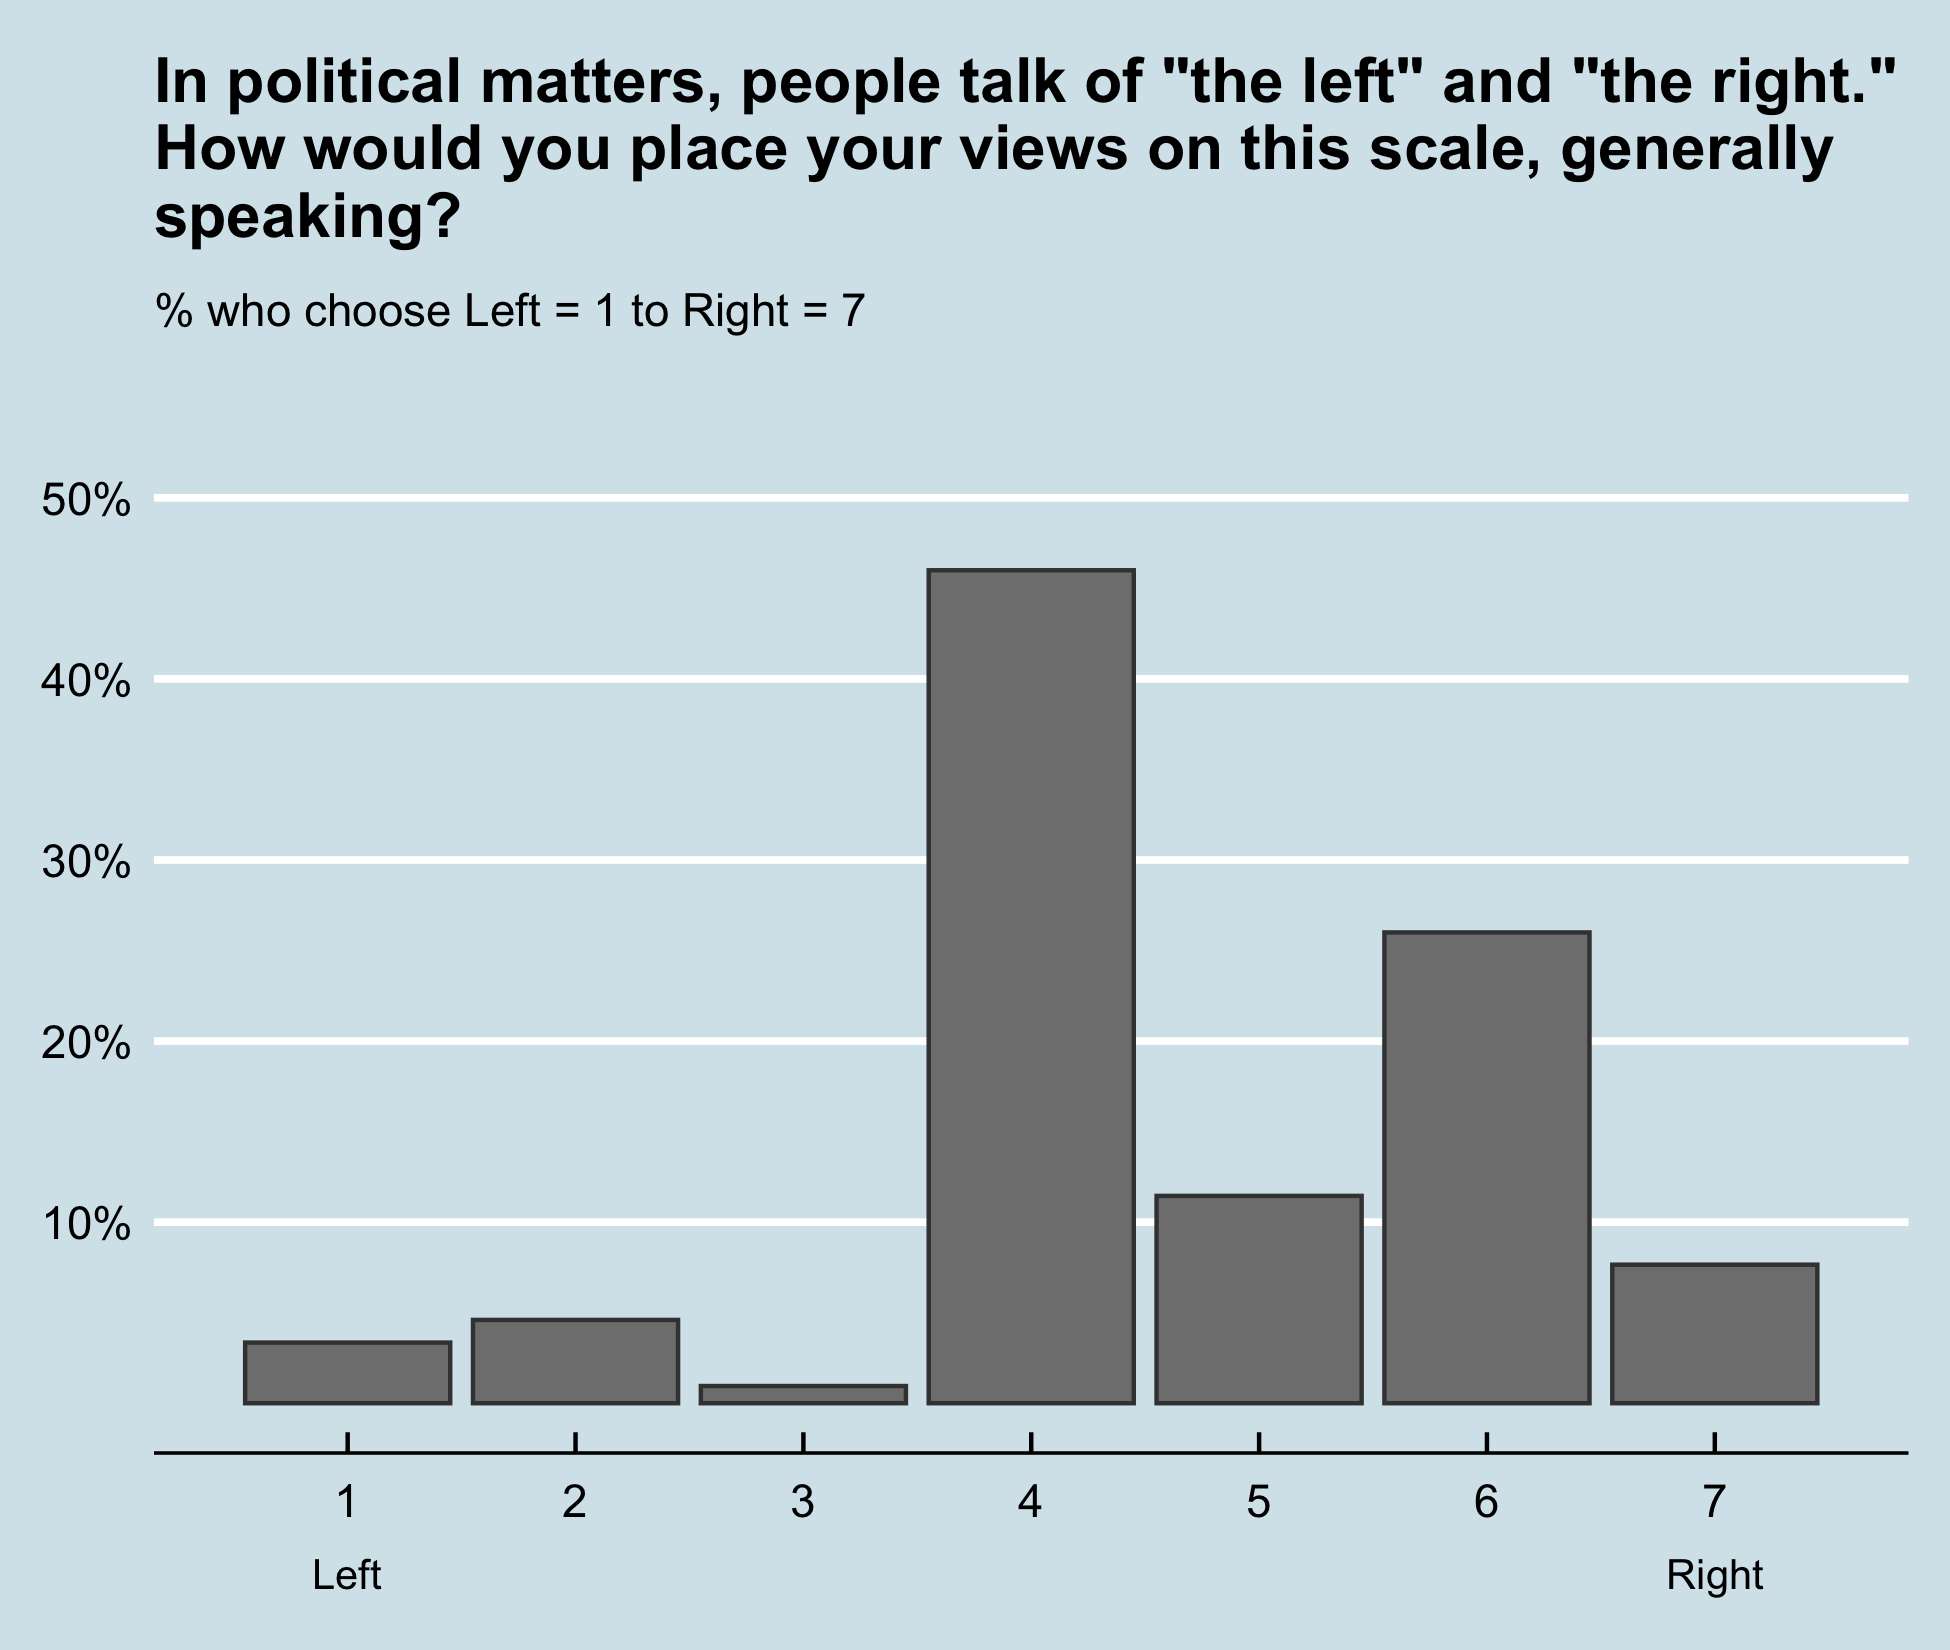 In political matters, people talk of "the left" and "the right."
How would you place your views on this scale, generally
speaking?
% who choose Left = 1 to Right = 7
50%
40%
30%
20%
10%
1 2 3 4 5 6 7
Left Right